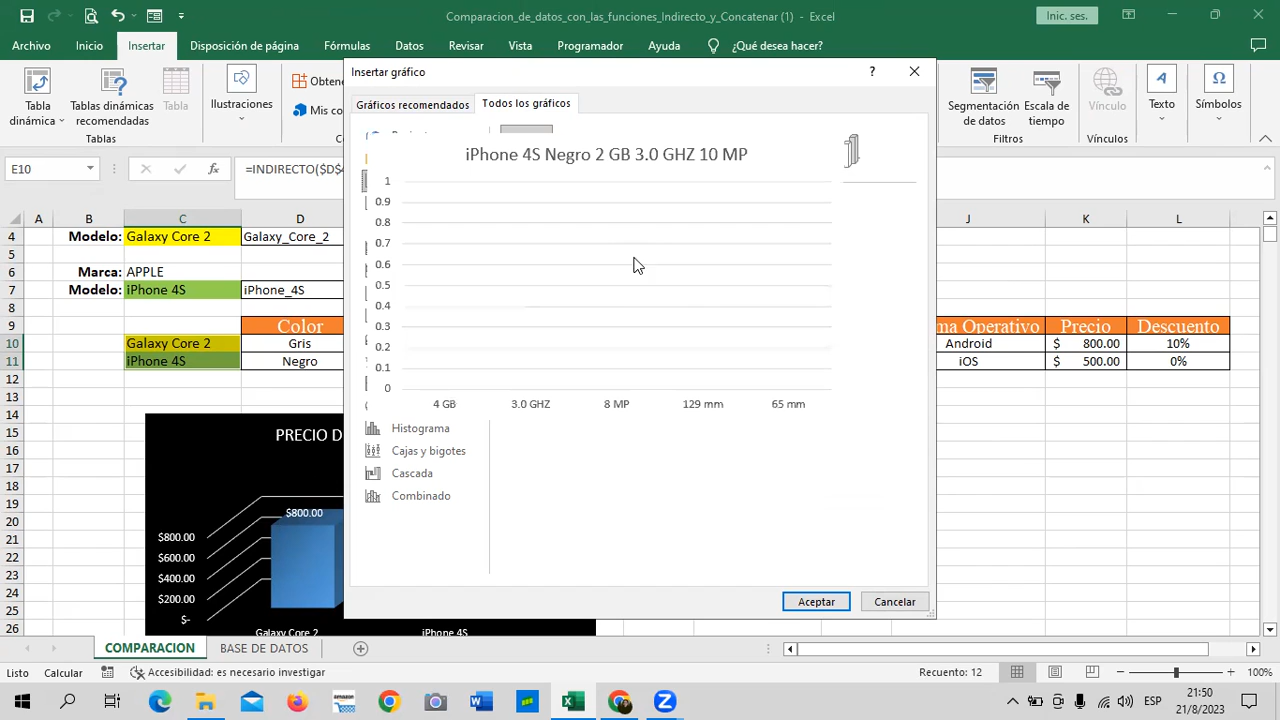 Comparacion_de_datos_con_las_funciones_Indirecto_y_Concatenar (1) - Excel
Inic. ses.
Archivo Inicio Insertar Disposición de página Fórmulas Datos Revisar Vista Programador Ayuda ¿Qué desea hacer?
Tabla dinámica
Tablas dinámicas recomendadas
Tabla
Tablas
Ilustraciones
Obtene
Mis co
Segmentación de datos
Escala de tiempo
Filtros
Vínculo
Vínculos
Texto
Símbolos
Insertar gráfico
?
Gráficos recomendados Todos los gráficos
iPhone 4S Negro 2 GB 3.0 GHZ 10 MP
1
0.9
0.8
0.7
0.6
0.5
0.4
0.3
0.2
0.1
0
4 GB 3.0 GHZ 8 MP 129 mm 65 mm
Histograma
Cajas y bigotes
Cascada
Combinado
Aceptar Cancelar
E10 fx =INDIRECTO($D$4
A B C D J K L
4 Modelo: Galaxy Core 2 Galaxy_Core_2
5
6 Marca: APPLE
7 Modelo: iPhone 4S iPhone_4S
8
9 Color ma Operativo Precio Descuento
10 Galaxy Core 2 Gris Android $ 800.00 10%
11 iPhone 4S Negro iOS $ 500.00 0%
12
13
14
15 PRECIO D
16
17
18
19
20
21
22
23
24
25
26
$800.00
$800.00
$600.00
$400.00
$200.00
$-
Galaxy Core 2 iPhone 4S
COMPARACION BASE DE DATOS
Listo Calcular Accesibilidad: es necesario investigar Recuento: 12 100%
ESP
21:50
21/8/2023